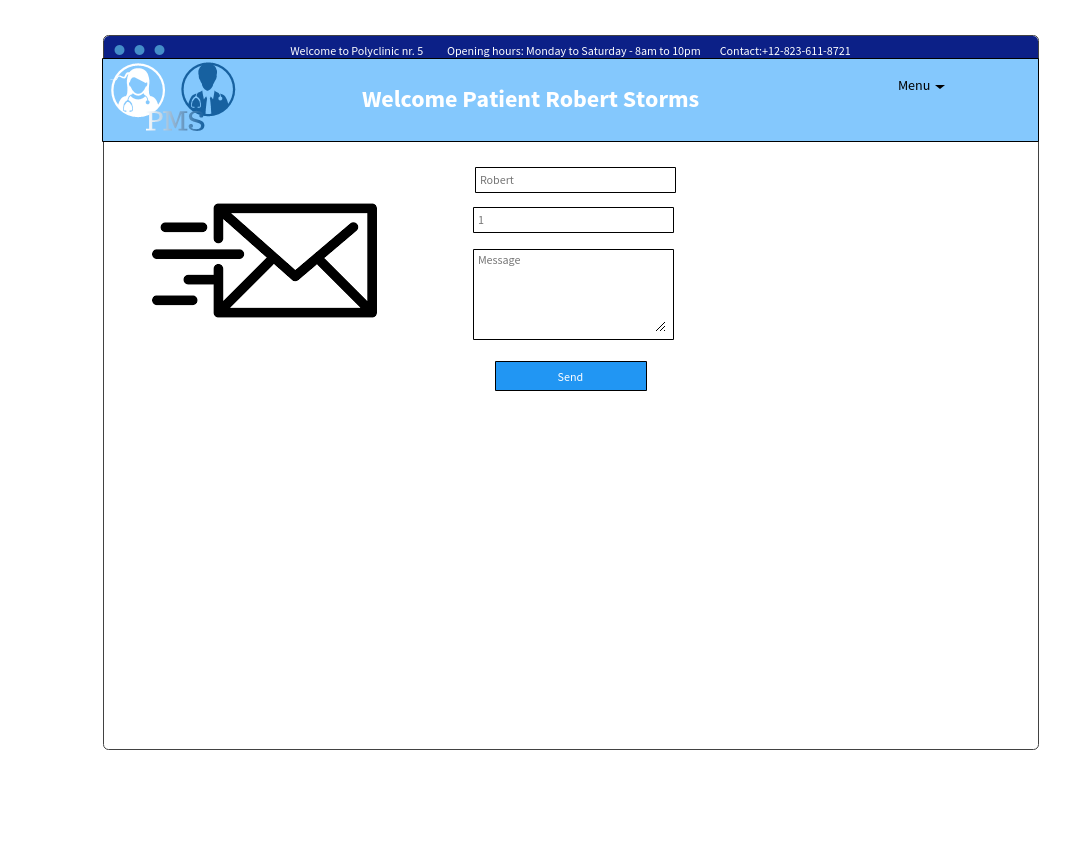 Welcome to Polyclinic nr. 5 Opening hours: Monday to Saturday - 8am to 10pm Contact:+12-823-611-8721
PMS
Welcome Patient Robert Storms
Menu
Robert
1
Message
Send